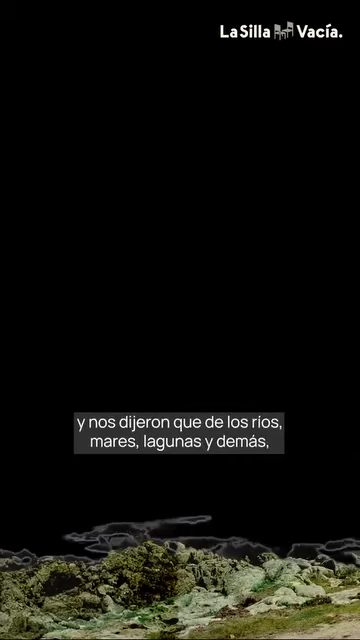 La Silla Vacía.
y nos dijeron que de los ríos,
mares, lagunas y demás,